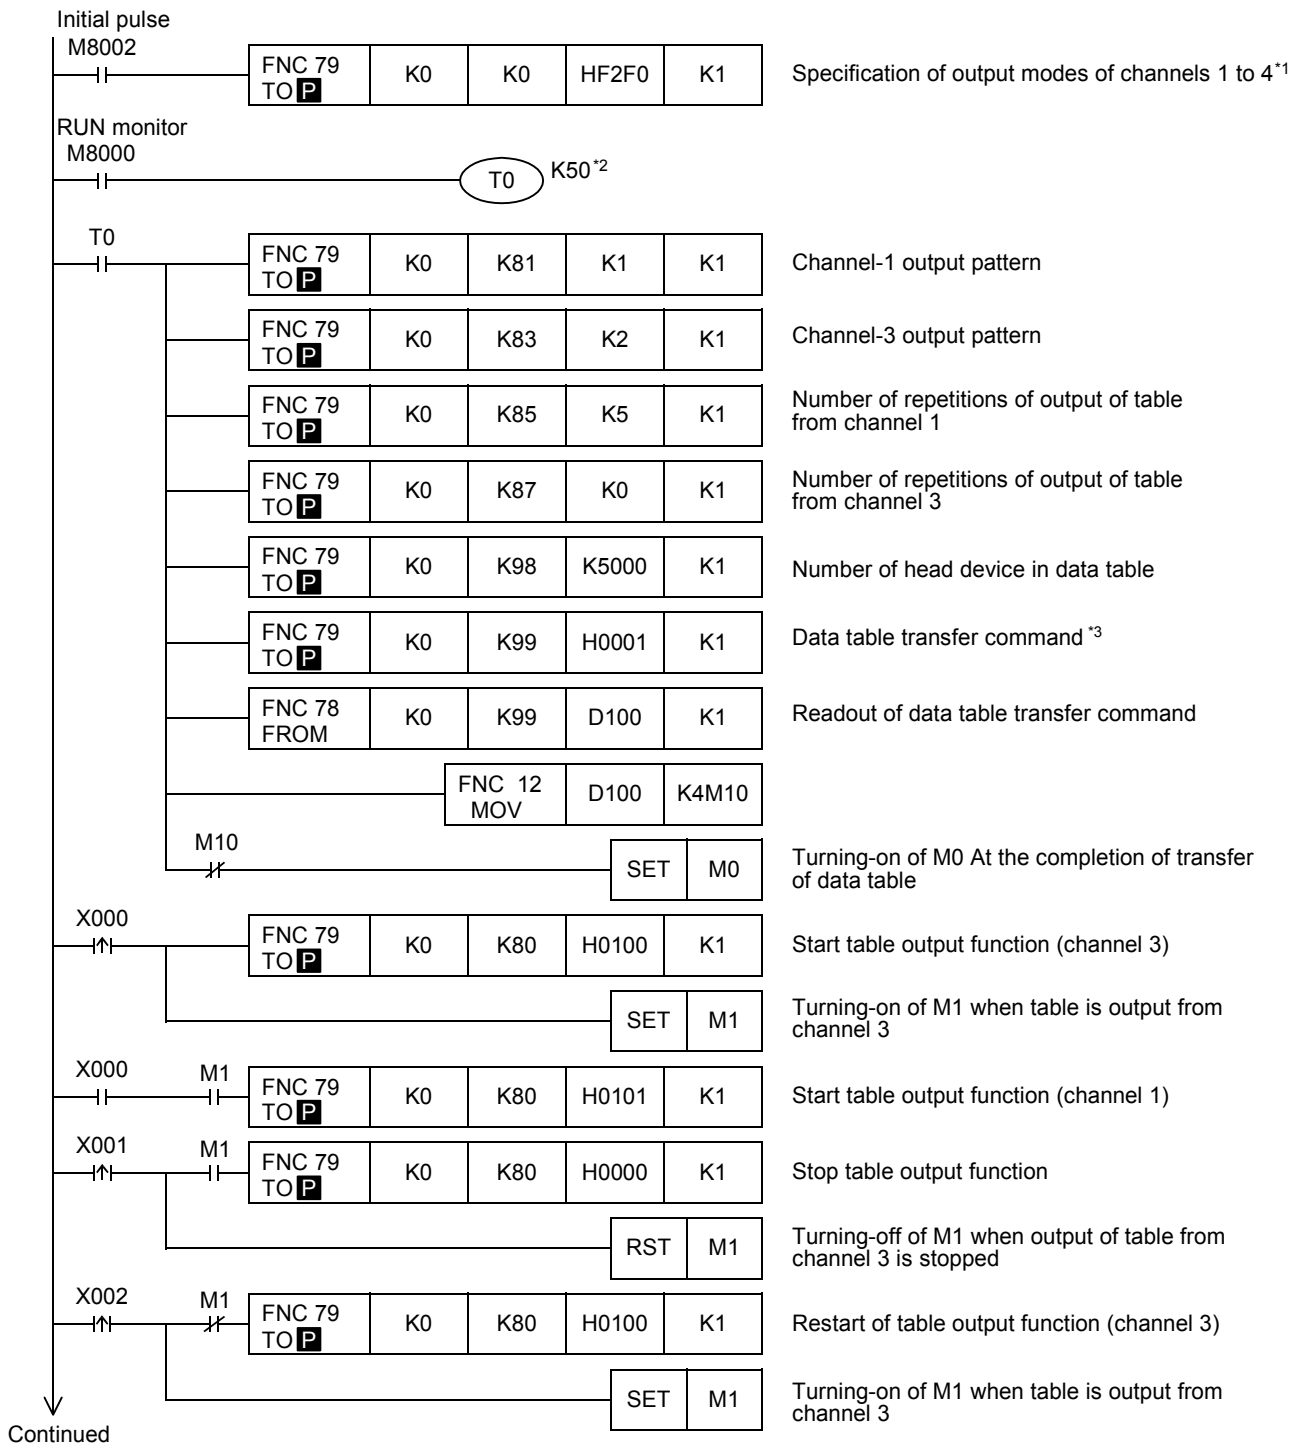 Initial pulse
M8002
FNC 79
TO P
K0
K0
HF2F0
K1
Specification of output modes of channels 1 to 4*1
RUN monitor
M8000
T0
K50*2
T0
FNC 79
TO P
K0
K81
K1
K1
Channel-1 output pattern
FNC 79
TO P
K0
K83
K2
K1
Channel-3 output pattern
FNC 79
TO P
K0
K85
K5
K1
Number of repetitions of output of table
from channel 1
FNC 79
TO P
K0
K87
K0
K1
Number of repetitions of output of table
from channel 3
FNC 79
TO P
K0
K98
K5000
K1
Number of head device in data table
FNC 79
TO P
K0
K99
H0001
K1
Data table transfer command *3
FNC 78
FROM
K0
K99
D100
K1
Readout of data table transfer command
FNC 12
MOV
D100
K4M10
M10
SET
M0
Turning-on of M0 At the completion of transfer
of data table
X000
FNC 79
TO P
K0
K80
H0100
K1
Start table output function (channel 3)
SET
M1
Turning-on of M1 when table is output from
channel 3
X000
M1
FNC 79
TO P
K0
K80
H0101
K1
Start table output function (channel 1)
X001
M1
FNC 79
TO P
K0
K80
H0000
K1
Stop table output function
RST
M1
Turning-off of M1 when output of table from
channel 3 is stopped
X002
M1
FNC 79
TO P
K0
K80
H0100
K1
Restart of table output function (channel 3)
SET
M1
Turning-on of M1 when table is output from
channel 3
Continued